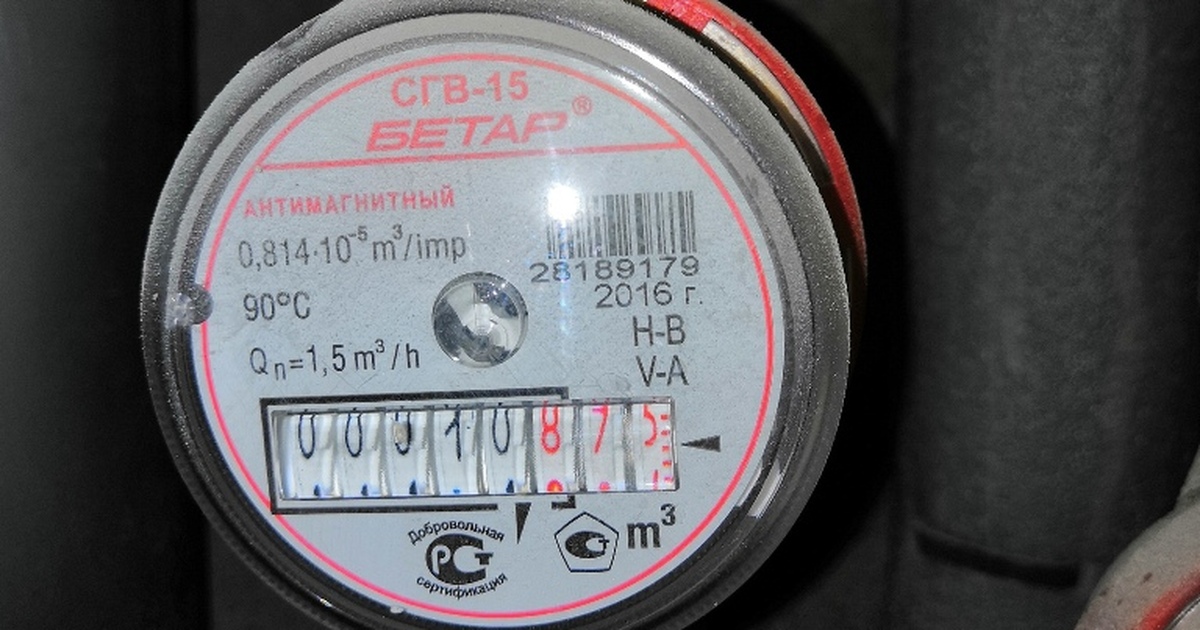 СГВ-15
БЕТАР®
АНТИМАГНИТНЫЙ
0,814·10⁻⁵ m³/imp
90°C
Qn=1,5 m³/h
28189179
2016 г.
H-B
V-A
00010875
m³
Добровольная
РСТ
сертификация